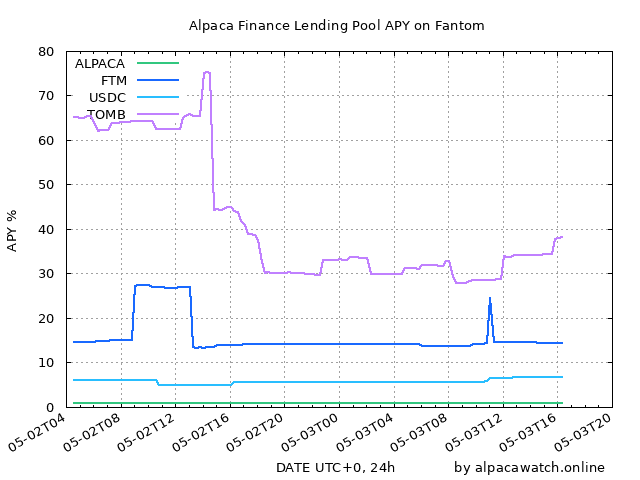 Alpaca Finance Lending Pool APY on Fantom
80
70
60
50
40
30
20
10
0
APY %
ALPACA
FTM
USDC
TOMB
05-02T04
05-02T08
05-02T12
05-02T16
05-02T20
05-03T00
05-03T04
05-03T08
05-03T12
05-03T16
05-03T20
DATE UTC+0, 24h
by alpacawatch.online